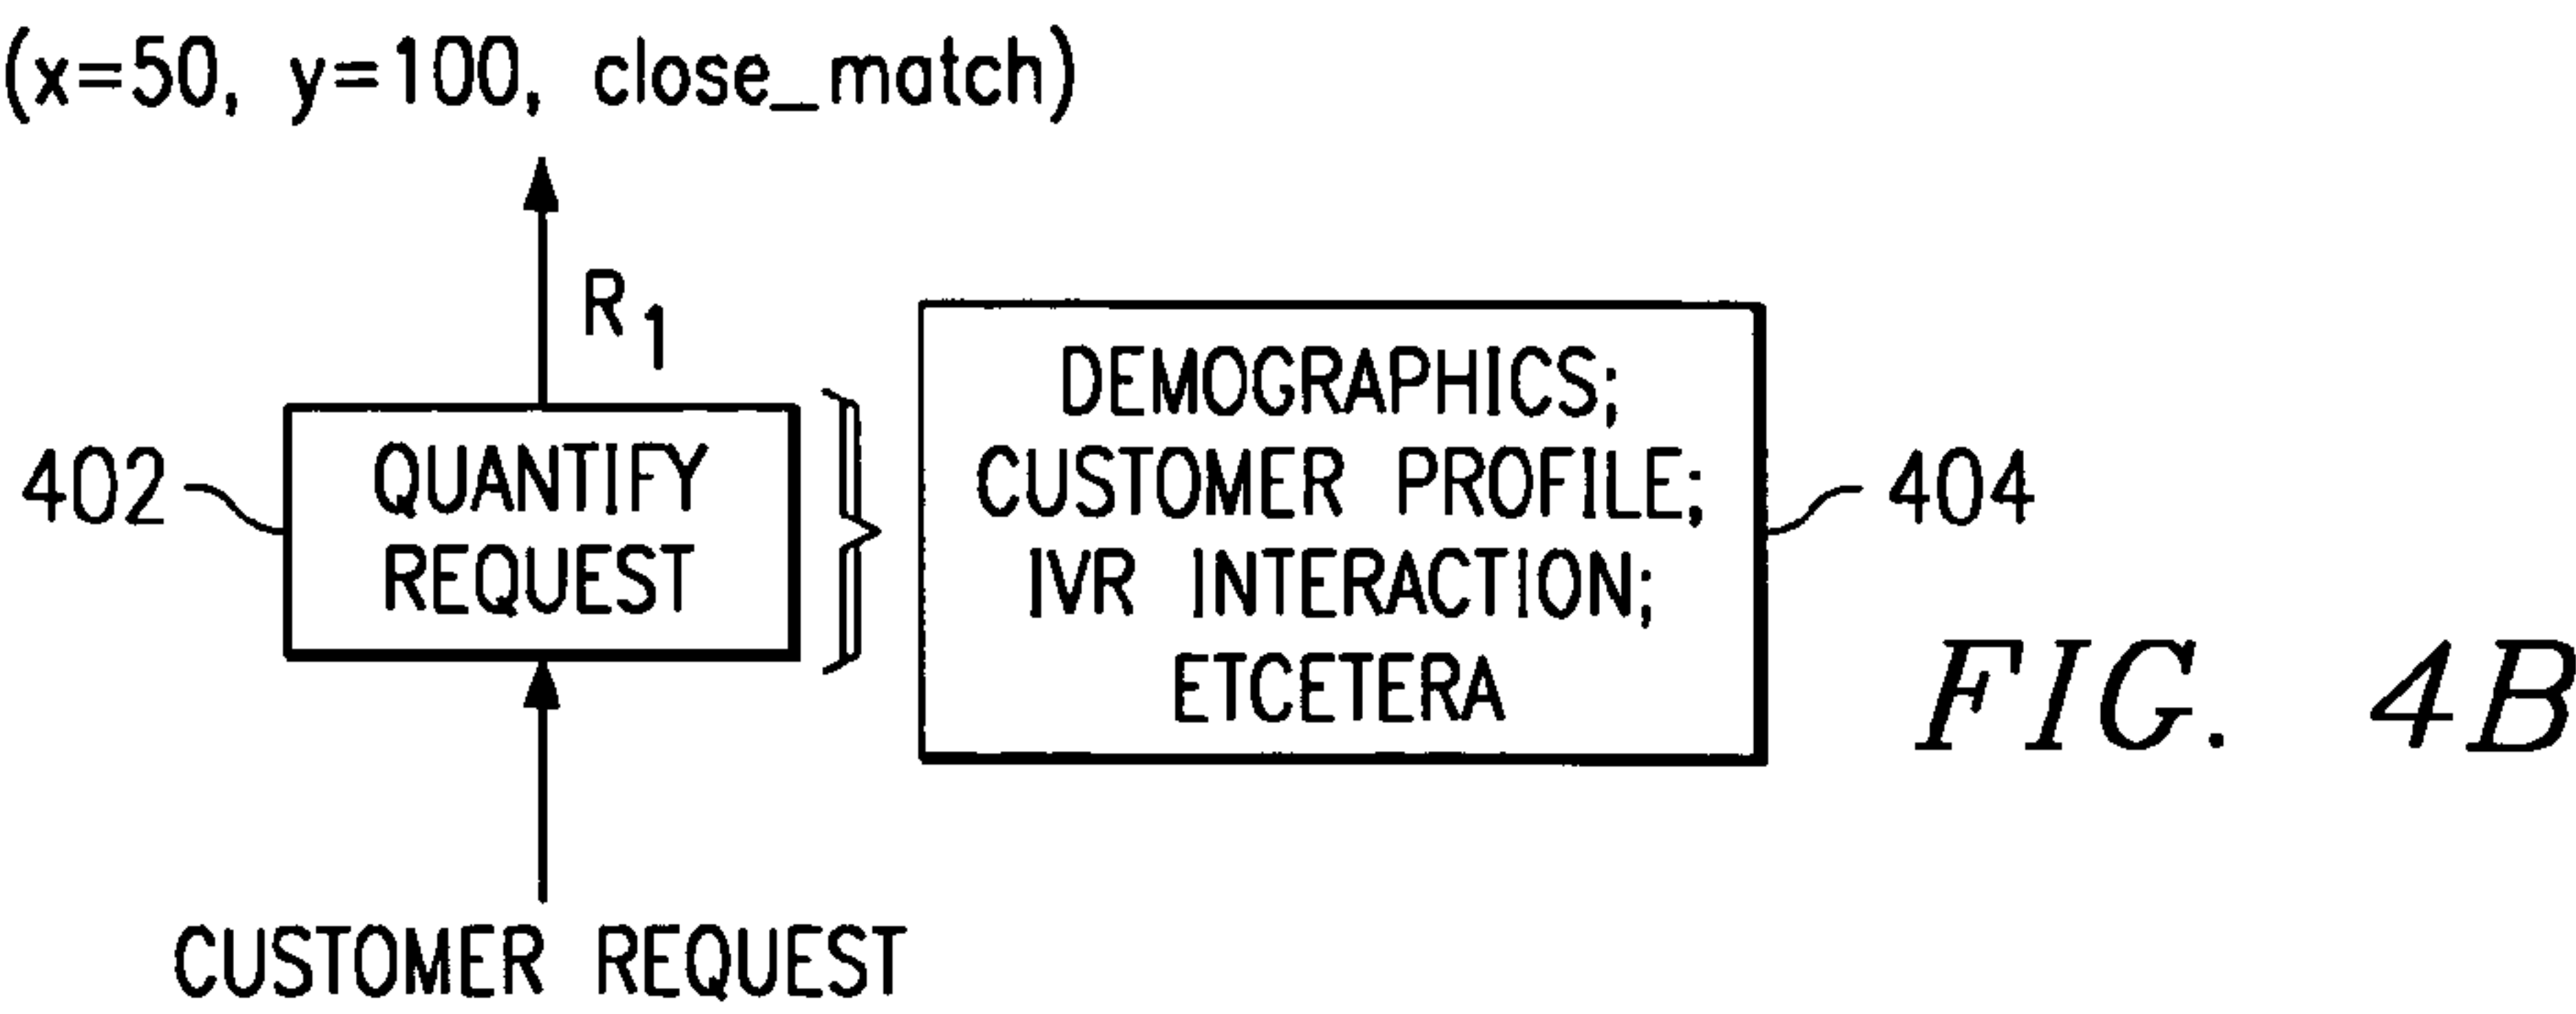 (x=50, y=100, close_match)
R1
402
QUANTIFY
REQUEST
DEMOGRAPHICS;
CUSTOMER PROFILE;
IVR INTERACTION;
ETCETERA
404
CUSTOMER REQUEST
FIG. 4B